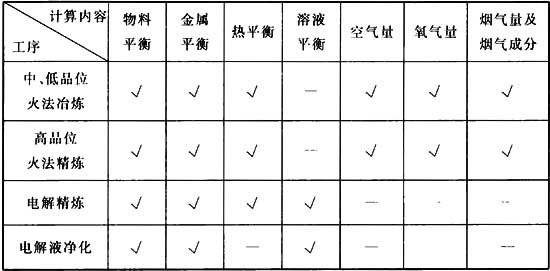 计算内容
工序
物料
平衡
金属
平衡
热平衡
溶液
平衡
空气量
氧气量
烟气量及
烟气成分
中、低品位
火法冶炼
√ √ √ — √ √ √
高品位
火法精炼
√ √ √ — √ √ √
电解精炼 √ √ √ √ — - —
电解液净化 √ √ — √ — —